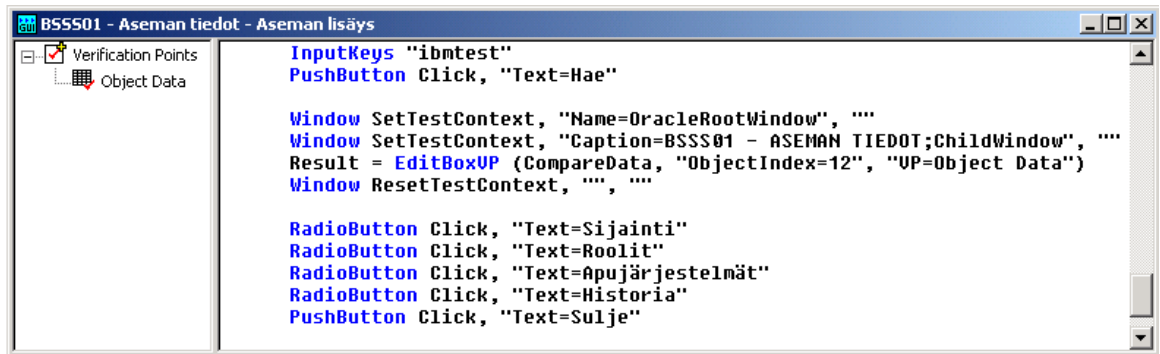 GUI BSSS01 - Aseman tiedot - Aseman lisäys
Verification Points
Object Data
InputKeys "ibmtest"
PushButton Click, "Text=Hae"
Window SetTestContext, "Name=OracleRootWindow", ""
Window SetTestContext, "Caption=BSSS01 - ASEMAN TIEDOT;ChildWindow", ""
Result = EditBoxVP (CompareData, "ObjectIndex=12", "VP=Object Data")
Window ResetTestContext, "", ""
RadioButton Click, "Text=Sijainti"
RadioButton Click, "Text=Roolit"
RadioButton Click, "Text=Apujärjestelmät"
RadioButton Click, "Text=Historia"
PushButton Click, "Text=Sulje"